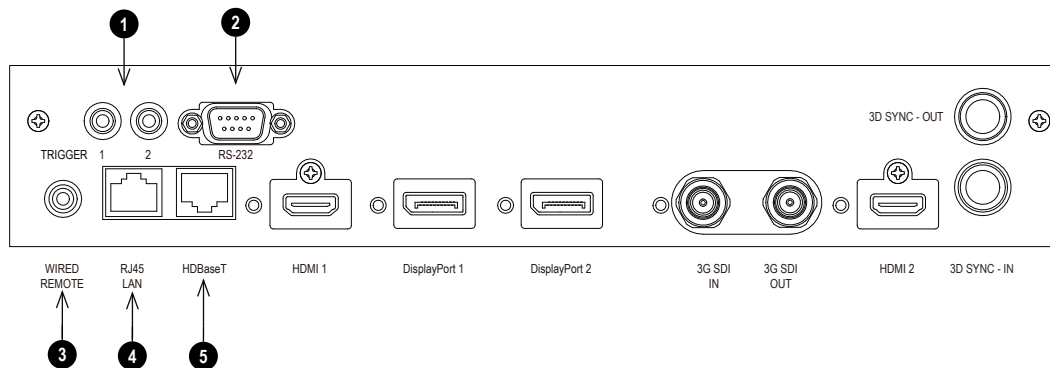 1 2
3D SYNC - OUT
TRIGGER 1 2 RS-232
WIRED
REMOTE
RJ45
LAN
HDBaseT
HDMI 1
DisplayPort 1
DisplayPort 2
3G SDI
IN
3G SDI
OUT
HDMI 2
3D SYNC - IN
3 4 5